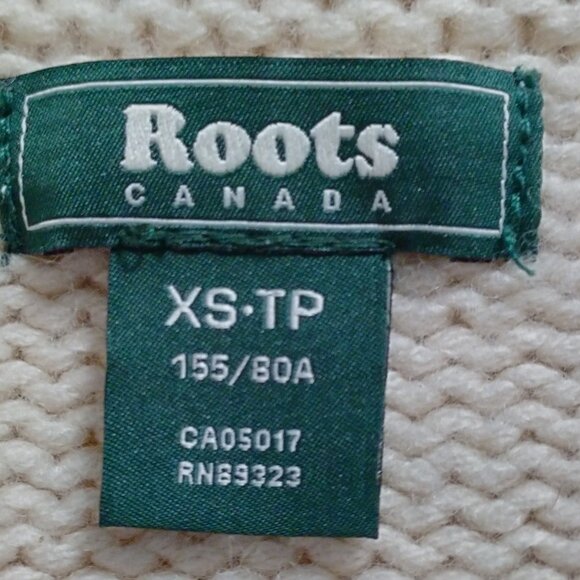 Roots
CANADA
XS·TP
155/80A
CA05017
RN89323